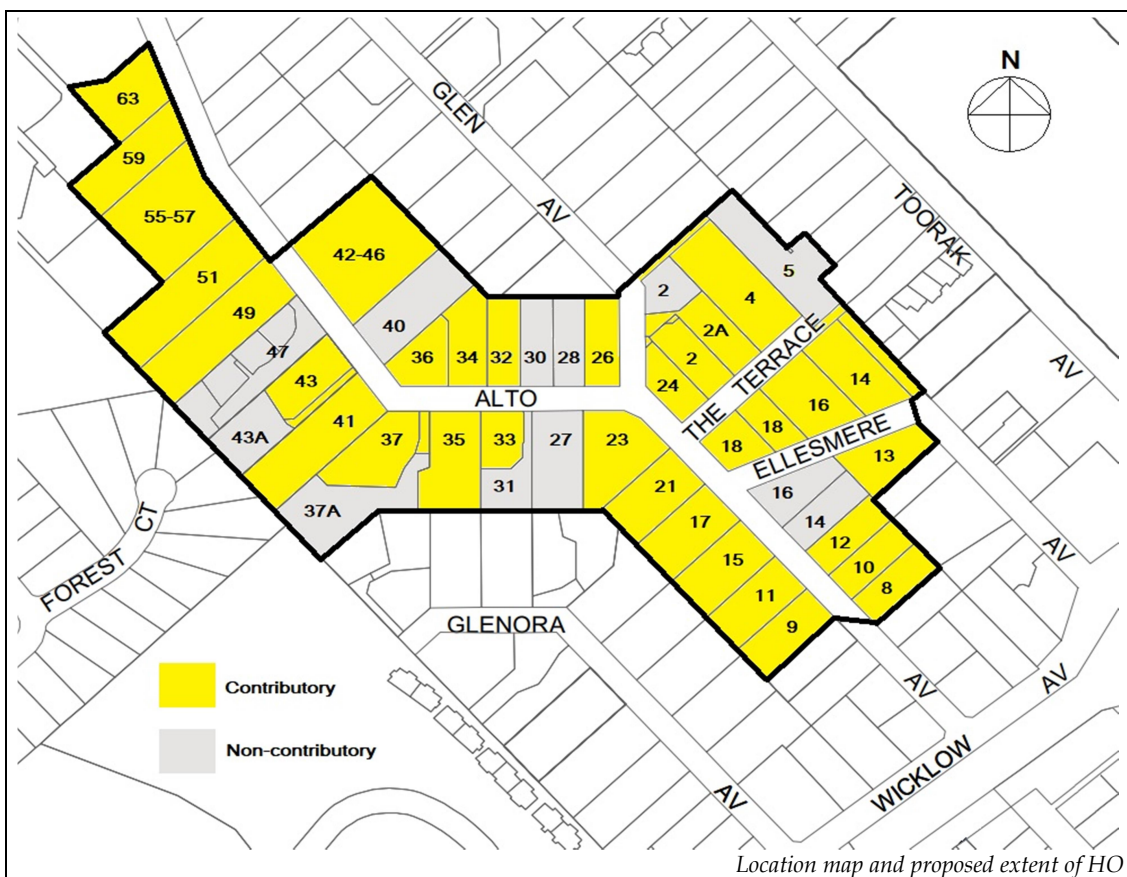 N
63
59
55-57
51
49
47
43
43A
41
37
37A
42-46
40
36
34
32
30
28
26
35
33
31
27
23
21
17
15
11
9
2
4
5
2A
2
24
18
18
16
14
13
16
14
12
10
8
GLEN
AV
TOORAK
AV
THE TERRACE
ELLESMERE
ALTO
AV
FOREST
CT
GLENORA
AV
WICKLOW
AV
Contributory
Non-contributory
Location map and proposed extent of HO